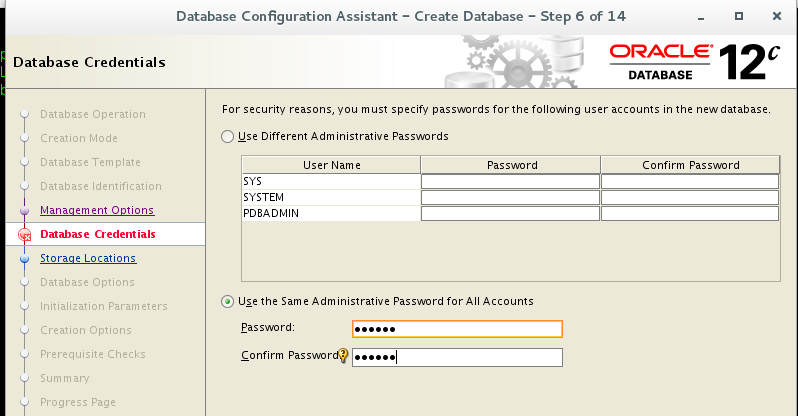 Database Configuration Assistant – Create Database – Step 6 of 14
Database Credentials
ORACLE
DATABASE
12c
Database Operation
Creation Mode
Database Template
Database Identification
Management Options
Database Credentials
Storage Locations
Database Options
Initialization Parameters
Creation Options
Prerequisite Checks
Summary
Progress Page
For security reasons, you must specify passwords for the following user accounts in the new database.
Use Different Administrative Passwords
User Name Password Confirm Password
SYS
SYSTEM
PDBADMIN
Use the Same Administrative Password for All Accounts
Password: ••••••
Confirm Password ••••••